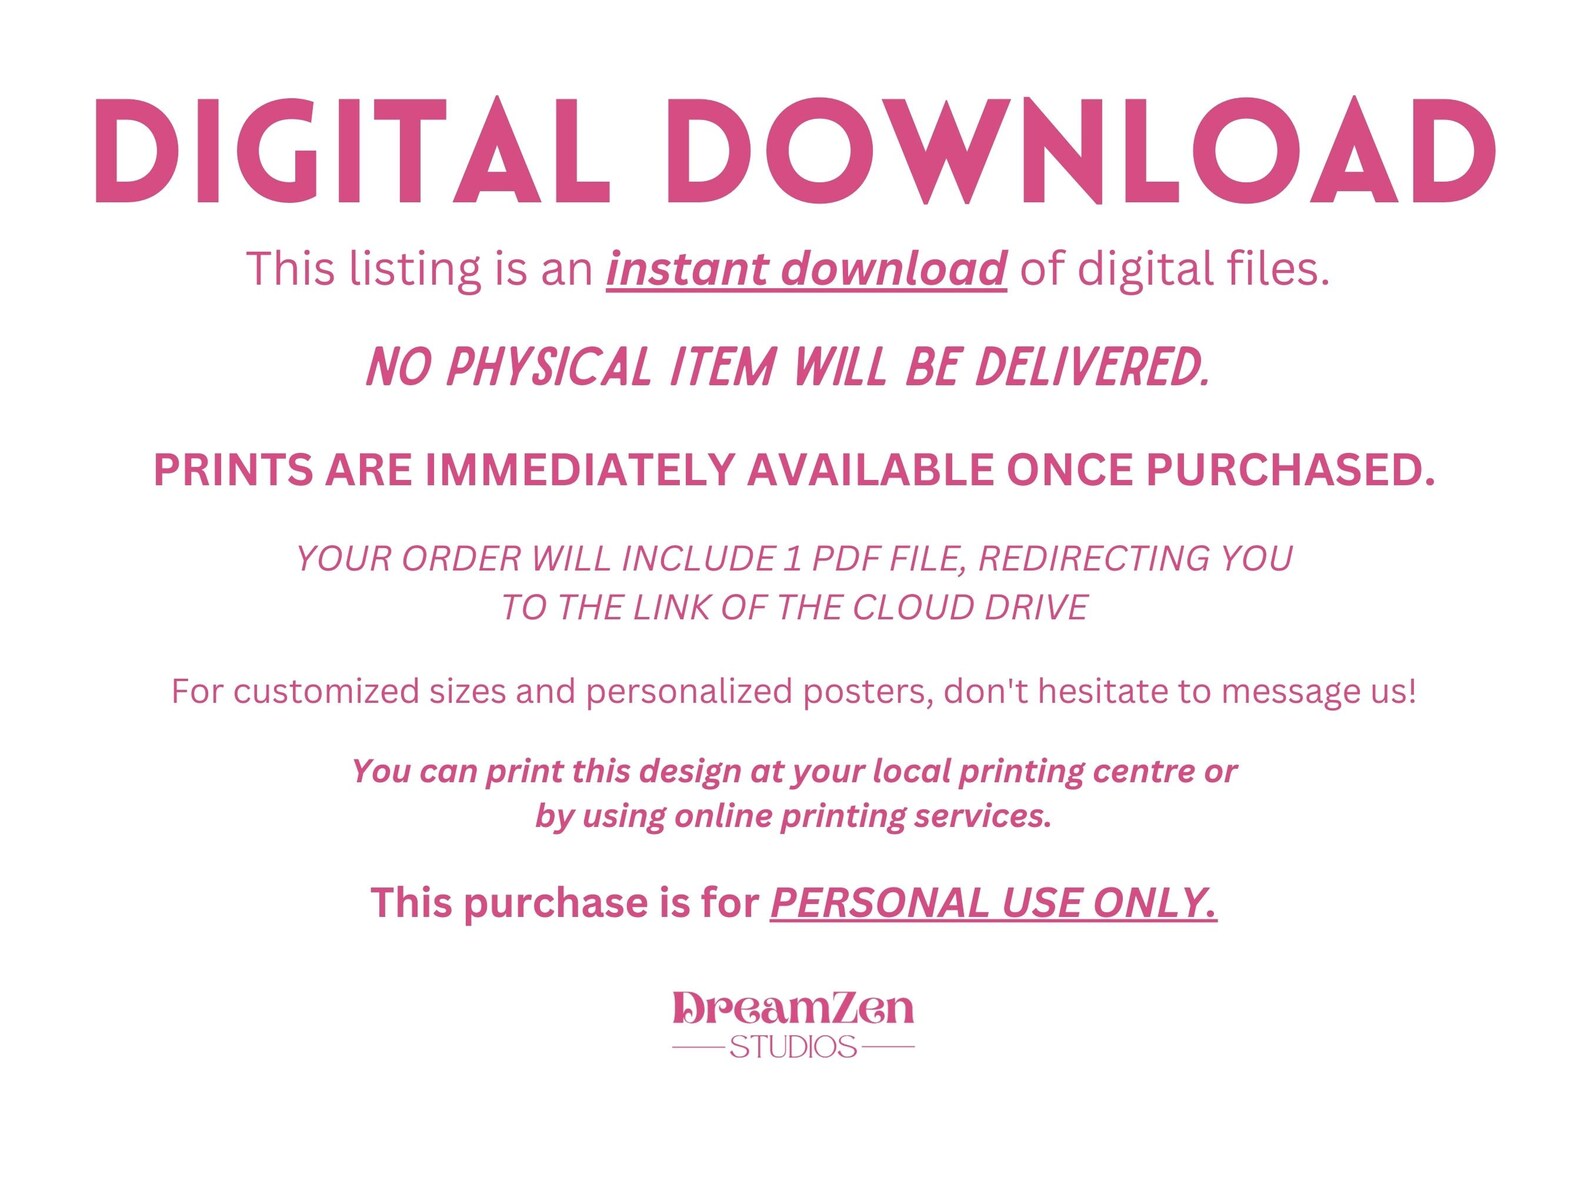 DIGITAL DOWNLOAD
This listing is an instant download of digital files.
NO PHYSICAL ITEM WILL BE DELIVERED.
PRINTS ARE IMMEDIATELY AVAILABLE ONCE PURCHASED.
YOUR ORDER WILL INCLUDE 1 PDF FILE, REDIRECTING YOU
TO THE LINK OF THE CLOUD DRIVE
For customized sizes and personalized posters, don't hesitate to message us!
You can print this design at your local printing centre or
by using online printing services.
This purchase is for PERSONAL USE ONLY.
DreamZen
STUDIOS